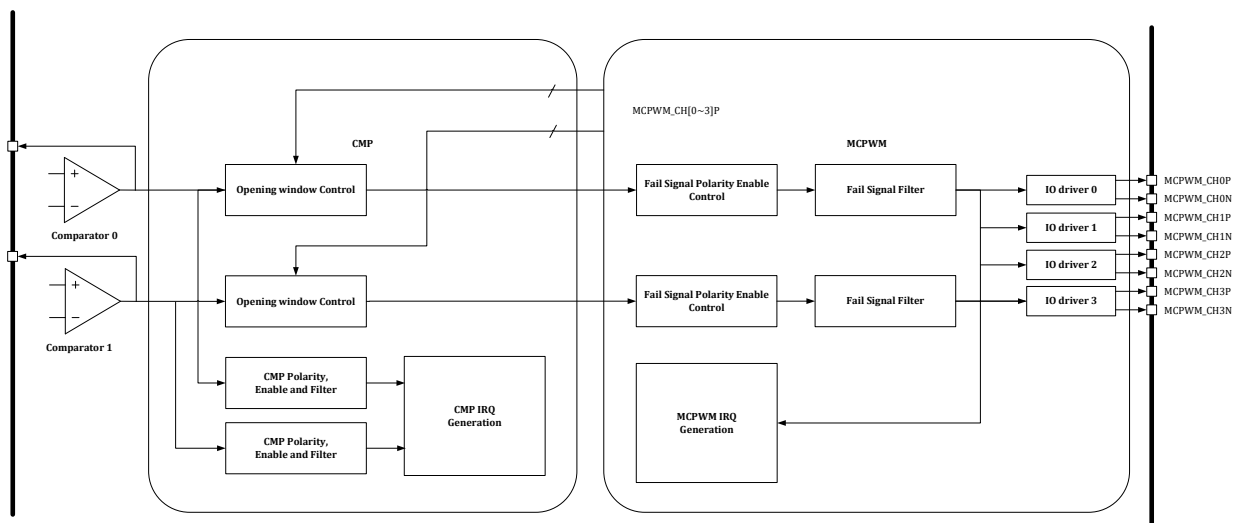 MCPWM_CH[0~3]P
CMP
MCPWM
+
−
Comparator 0
Opening window Control
Fail Signal Polarity Enable
Control
Fail Signal Filter
IO driver 0
IO driver 1
IO driver 2
IO driver 3
MCPWM_CH0P
MCPWM_CH0N
MCPWM_CH1P
MCPWM_CH1N
MCPWM_CH2P
MCPWM_CH2N
MCPWM_CH3P
MCPWM_CH3N
+
−
Comparator 1
Opening window Control
Fail Signal Polarity Enable
Control
Fail Signal Filter
CMP Polarity,
Enable and Filter
CMP Polarity,
Enable and Filter
CMP IRQ
Generation
MCPWM IRQ
Generation